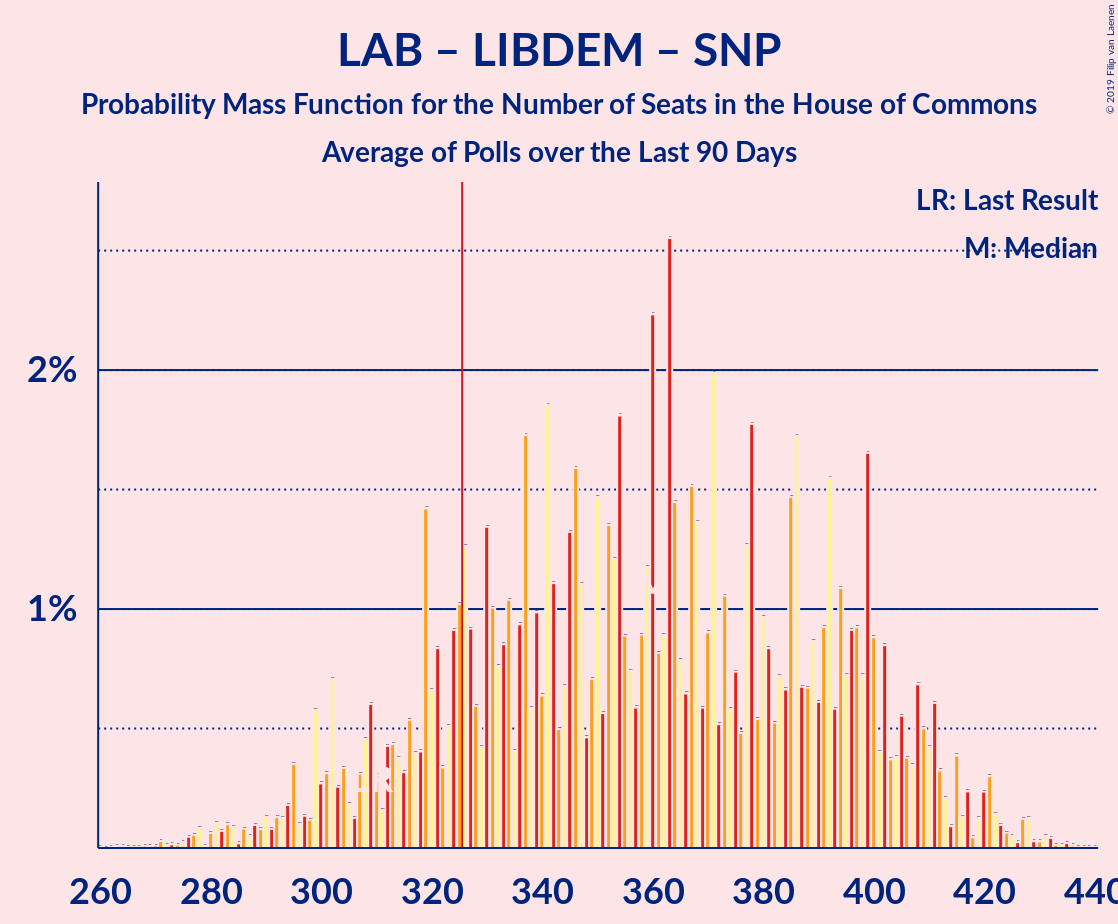 LAB – LIBDEM – SNP
Probability Mass Function for the Number of Seats in the House of Commons
Average of Polls over the Last 90 Days
© 2019 Filip van Laenen
LR: Last Result
M: Median
2%
1%
260 280 300 320 340 360 380 400 420 440